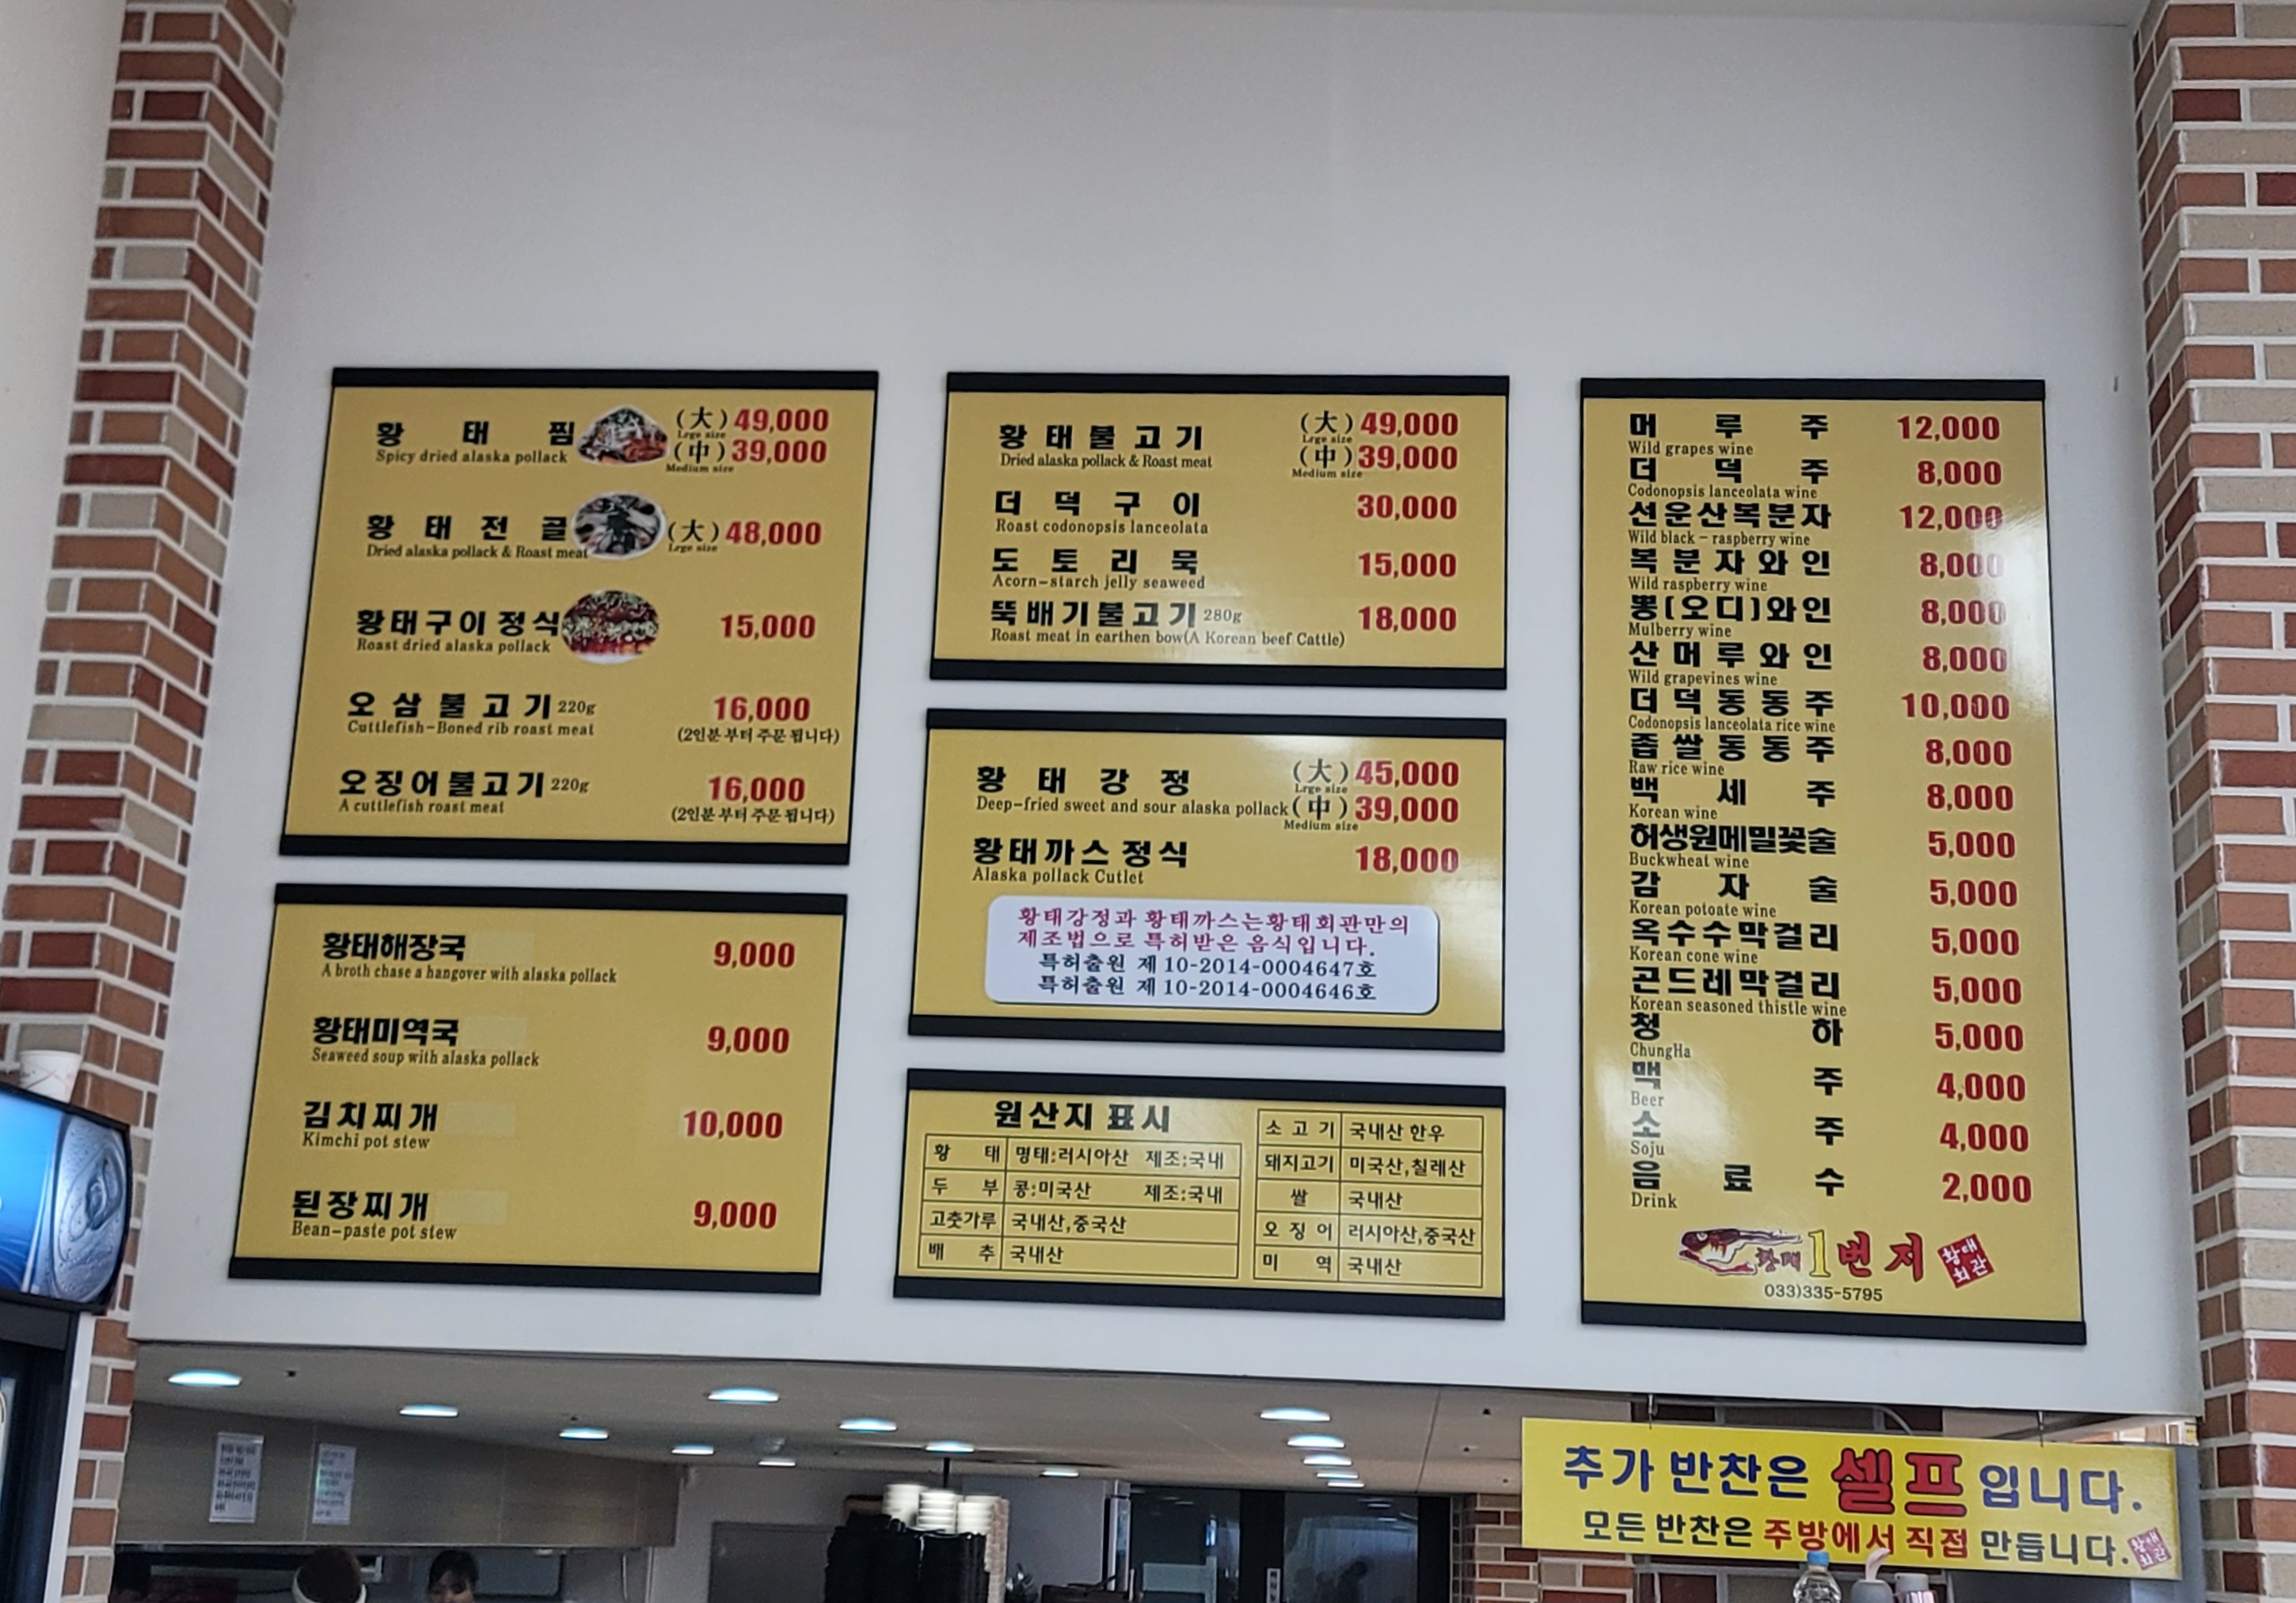 황태찜 (大) 49,000
Lrge size
Spicy dried alaska pollack (中) 39,000
Medium size
황태전골 (大) 48,000
Dried alaska pollack & Roast meat Lrge size
황태구이 정식 15,000
Roast dried alaska pollack
오삼불고기 220g 16,000
Cuttlefish-Boned rib roast meat (2인분 부터 주문 됩니다)
오징어불고기 220g 16,000
A cuttlefish roast meat (2인분 부터 주문 됩니다)
황태해장국 9,000
A broth chase a hangover with alaska pollack
황태미역국 9,000
Seaweed soup with alaska pollack
김치찌개 10,000
Kimchi pot stew
된장찌개 9,000
Bean-paste pot stew
황태불고기 (大) 49,000
Lrge size
Dried alaska pollack & Roast meat (中) 39,000
Medium size
더덕구이 30,000
Roast codonopsis lanceolata
도토리묵 15,000
Acorn-starch jelly seaweed
뚝배기불고기 280g 18,000
Roast meat in earthen bow(A Korean beef Cattle)
황태강정 (大) 45,000
Lrge size
Deep-fried sweet and sour alaska pollack (中) 39,000
Medium size
황태까스 정식 18,000
Alaska pollack Cutlet
황태강정과 황태까스는황태회관만의
제조법으로 특허받은 음식입니다.
특허출원 제10-2014-0004647호
특허출원 제10-2014-0004646호
원산지 표시
황태 명태:러시아산 제조:국내
두부 콩:미국산 제조:국내
고춧가루 국내산,중국산
배추 국내산
소고기 국내산 한우
돼지고기 미국산,칠레산
쌀 국내산
오징어 러시아산,중국산
미역 국내산
머루주 12,000
Wild grapes wine
더덕주 8,000
Codonopsis lanceolata wine
선운산복분자 12,000
Wild black - raspberry wine
복분자와인 8,000
Wild raspberry wine
뽕(오디)와인 8,000
Mulberry wine
산머루와인 8,000
Wild grapevines wine
더덕동동주 10,000
Codonopsis lanceolata rice wine
좁쌀동동주 8,000
Raw rice wine
백세주 8,000
Korean wine
허생원메밀꽃술 5,000
Buckwheat wine
감자술 5,000
Korean potoate wine
옥수수막걸리 5,000
Korean cone wine
곤드레막걸리 5,000
Korean seasoned thistle wine
청하 5,000
ChungHa
맥주 4,000
Beer
소주 4,000
Soju
음료수 2,000
Drink
황태 1번지 황태회관
033)335-5795
추가 반찬은 셀프입니다.
모든 반찬은 주방에서 직접 만듭니다. 황태회관